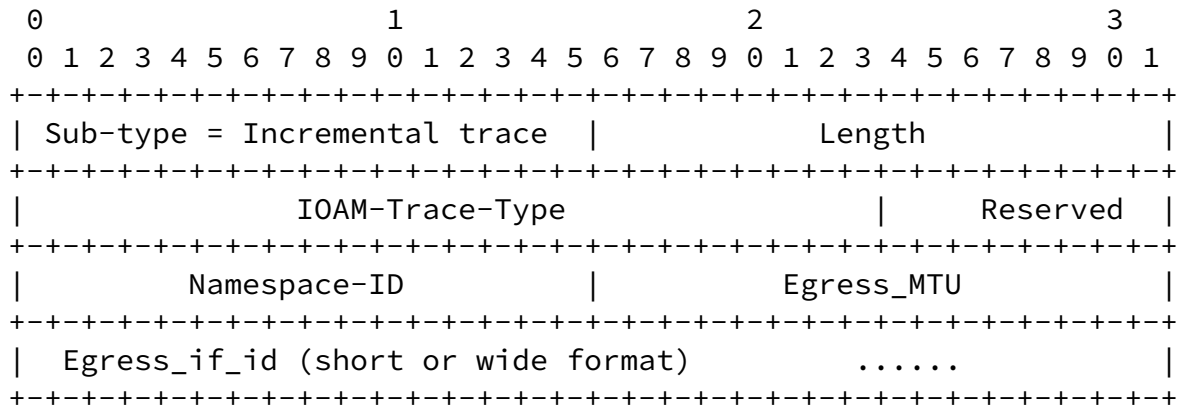 0                   1                   2                   3
 0 1 2 3 4 5 6 7 8 9 0 1 2 3 4 5 6 7 8 9 0 1 2 3 4 5 6 7 8 9 0 1
+-+-+-+-+-+-+-+-+-+-+-+-+-+-+-+-+-+-+-+-+-+-+-+-+-+-+-+-+-+-+-+-+
| Sub-type = Incremental trace  |            Length             |
+-+-+-+-+-+-+-+-+-+-+-+-+-+-+-+-+-+-+-+-+-+-+-+-+-+-+-+-+-+-+-+-+
|               IOAM-Trace-Type                 |     Reserved  |
+-+-+-+-+-+-+-+-+-+-+-+-+-+-+-+-+-+-+-+-+-+-+-+-+-+-+-+-+-+-+-+-+
|         Namespace-ID          |          Egress_MTU           |
+-+-+-+-+-+-+-+-+-+-+-+-+-+-+-+-+-+-+-+-+-+-+-+-+-+-+-+-+-+-+-+-+
|  Egress_if_id (short or wide format)         ......           |
+-+-+-+-+-+-+-+-+-+-+-+-+-+-+-+-+-+-+-+-+-+-+-+-+-+-+-+-+-+-+-+-+